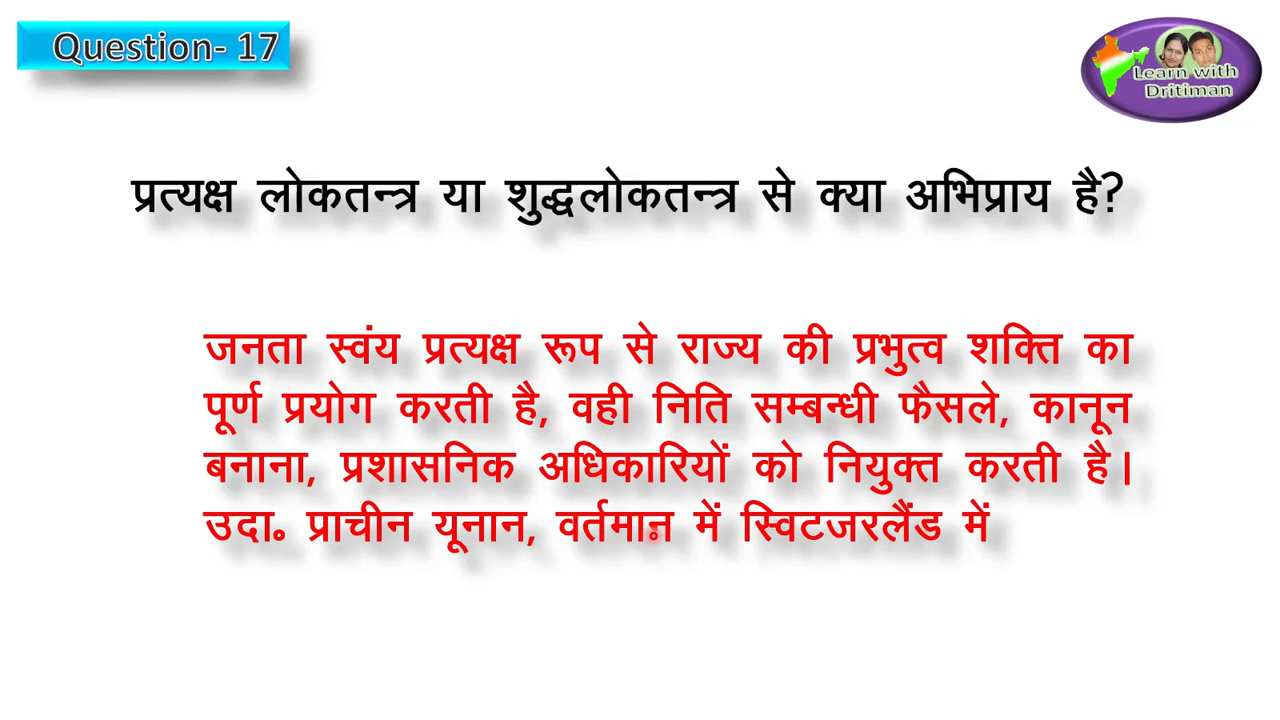 Question- 17
Learn with
Dritiman
प्रत्यक्ष लोकतन्त्र या शुद्धलोकतन्त्र से क्या अभिप्राय है?
जनता स्वंय प्रत्यक्ष रूप से राज्य की प्रभुत्व शक्ति का
पूर्ण प्रयोग करती है, वही निति सम्बन्धी फैसले, कानून
बनाना, प्रशासनिक अधिकारियों को नियुक्त करती है।
उदा॰ प्राचीन यूनान, वर्तमान में स्विटजरलैंड में